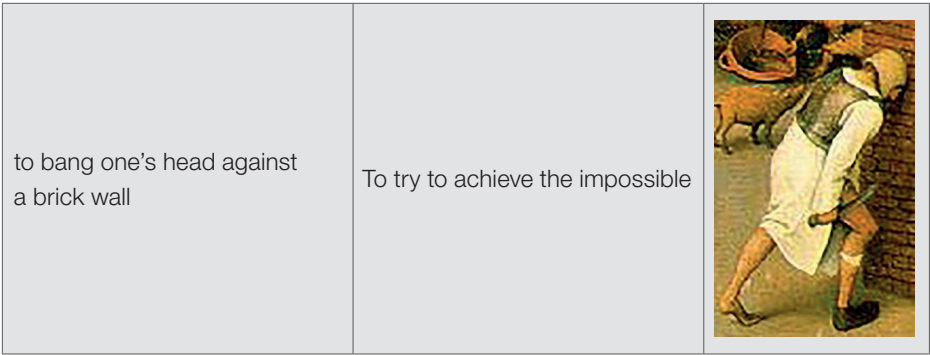 to bang one’s head against
a brick wall
To try to achieve the impossible